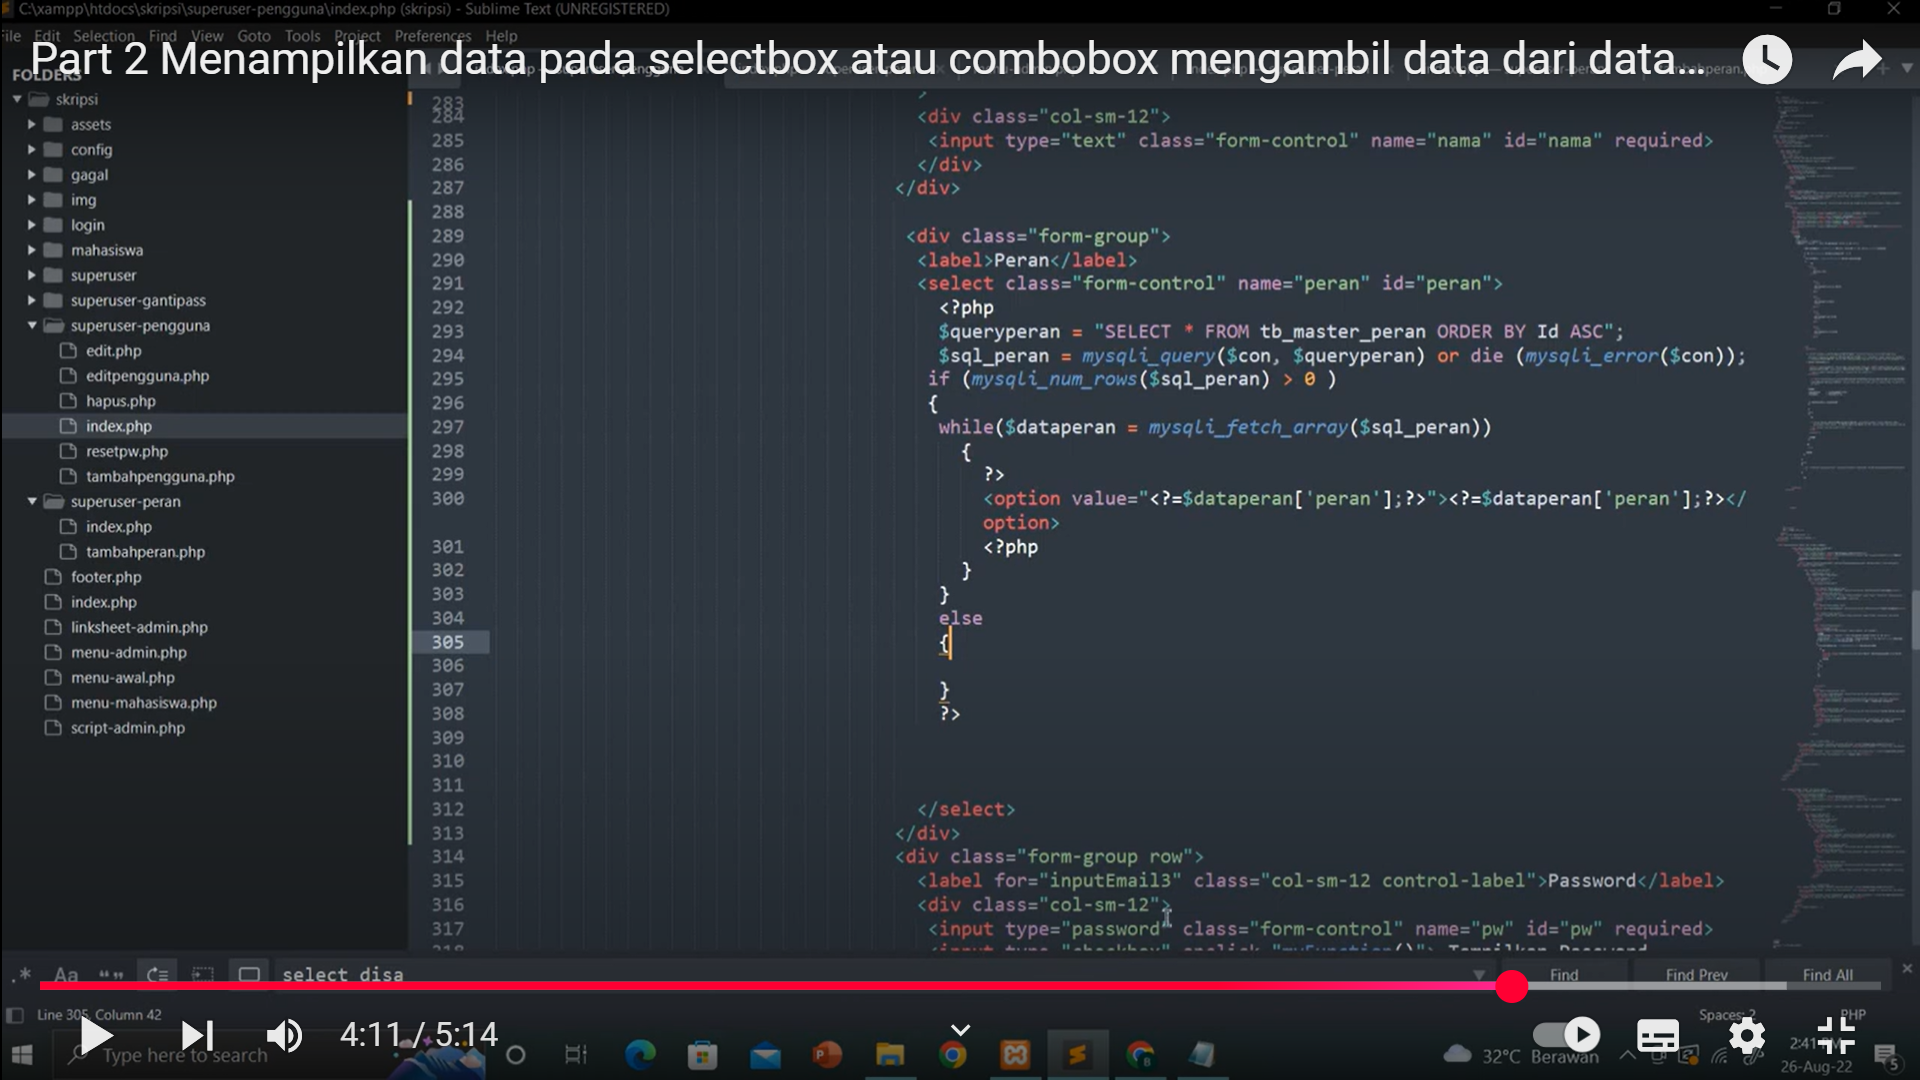 C:\xampp\htdocs\skripsi\superuser-pengguna\index.php (skripsi) - Sublime Text (UNREGISTERED)
File Edit Selection Find View Goto Tools Project Preferences Help
Part 2 Menampilkan data pada selectbox atau combobox mengambil data dari data...
FOLDERS
skripsi
assets
config
gagal
img
login
mahasiswa
superuser
superuser-gantipass
superuser-pengguna
edit.php
editpengguna.php
hapus.php
index.php
resetpw.php
tambahpengguna.php
superuser-peran
index.php
tambahperan.php
footer.php
index.php
linksheet-admin.php
menu-admin.php
menu-awal.php
menu-mahasiswa.php
script-admin.php
283
284 <div class="col-sm-12">
285 <input type="text" class="form-control" name="nama" id="nama" required>
286 </div>
287 </div>
288
289 <div class="form-group">
290 <label>Peran</label>
291 <select class="form-control" name="peran" id="peran">
292 <?php
293 $queryperan = "SELECT * FROM tb_master_peran ORDER BY Id ASC";
294 $sql_peran = mysqli_query($con, $queryperan) or die (mysqli_error($con));
295 if (mysqli_num_rows($sql_peran) > 0 )
296 {
297 while($dataperan = mysqli_fetch_array($sql_peran))
298 {
299 ?>
300 <option value="<?=$dataperan['peran'];?>"><?=$dataperan['peran'];?></
option>
301 <?php
302 }
303 }
304 else
305 {
306
307 }
308 ?>
309
310
311
312 </select>
313 </div>
314 <div class="form-group row">
315 <label for="inputEmail3" class="col-sm-12 control-label">Password</label>
316 <div class="col-sm-12">
317 <input type="password" class="form-control" name="pw" id="pw" required>
.* Aa “” select disa Find Find Prev Find All
Line 305, Column 42 Spaces: 2 PHP
4:11 / 5:14
Type here to search 32°C Berawan 2:41 26-Aug-22 5